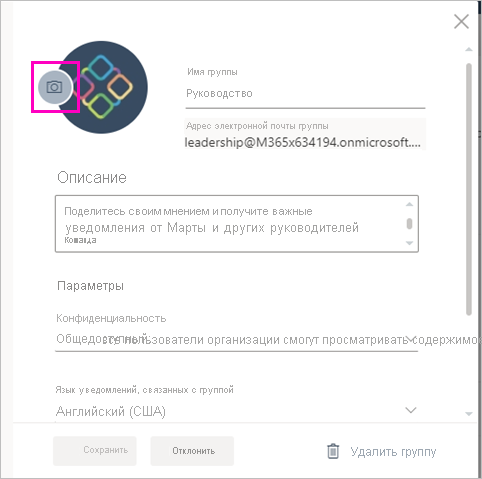 Имя группы
Руководство
Адрес электронной почты группы
leadership@M365x634194.onmicrosoft....
Описание
Поделитесь своим мнением и получите важные
уведомления от Марты и других руководителей
Команда
Параметры
Конфиденциальность
Общедоступный. все пользователи организации смогут просматривать содержимо
Язык уведомлений, связанных с группой
Английский (США)
Сохранить
Отклонить
Удалить группу